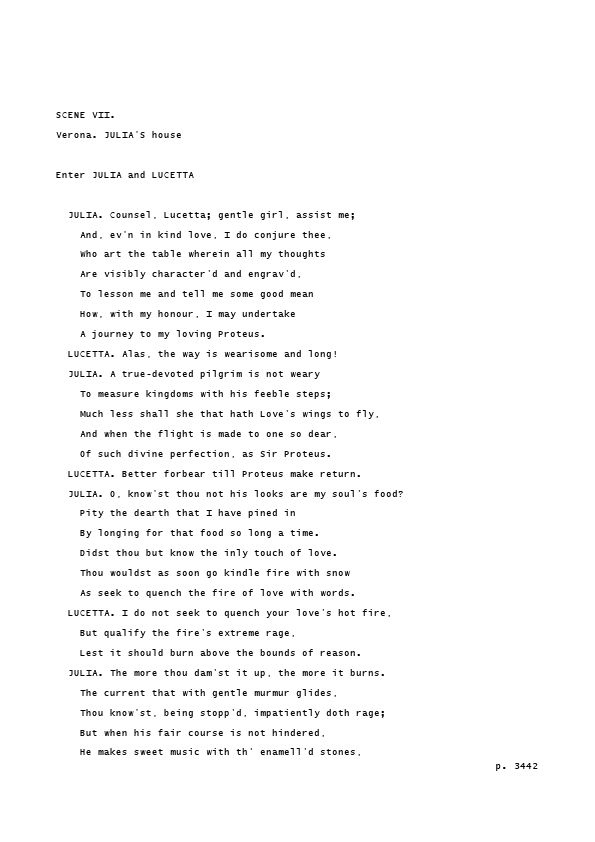 SCENE VII.
Verona. JULIA'S house
Enter JULIA and LUCETTA
JULIA. Counsel, Lucetta; gentle girl, assist me;
And, ev'n in kind love, I do conjure thee,
Who art the table wherein all my thoughts
Are visibly character'd and engrav'd,
To lesson me and tell me some good mean
How, with my honour, I may undertake
A journey to my loving Proteus.
LUCETTA. Alas, the way is wearisome and long!
JULIA. A true-devoted pilgrim is not weary
To measure kingdoms with his feeble steps;
Much less shall she that hath Love's wings to fly,
And when the flight is made to one so dear,
Of such divine perfection, as Sir Proteus.
LUCETTA. Better forbear till Proteus make return.
JULIA. O, know'st thou not his looks are my soul's food?
Pity the dearth that I have pined in
By longing for that food so long a time.
Didst thou but know the inly touch of love.
Thou wouldst as soon go kindle fire with snow
As seek to quench the fire of love with words.
LUCETTA. I do not seek to quench your love's hot fire,
But qualify the fire's extreme rage,
Lest it should burn above the bounds of reason.
JULIA. The more thou dam'st it up, the more it burns.
The current that with gentle murmur glides,
Thou know'st, being stopp'd, impatiently doth rage;
But when his fair course is not hindered,
He makes sweet music with th' enamell'd stones,
p. 3442